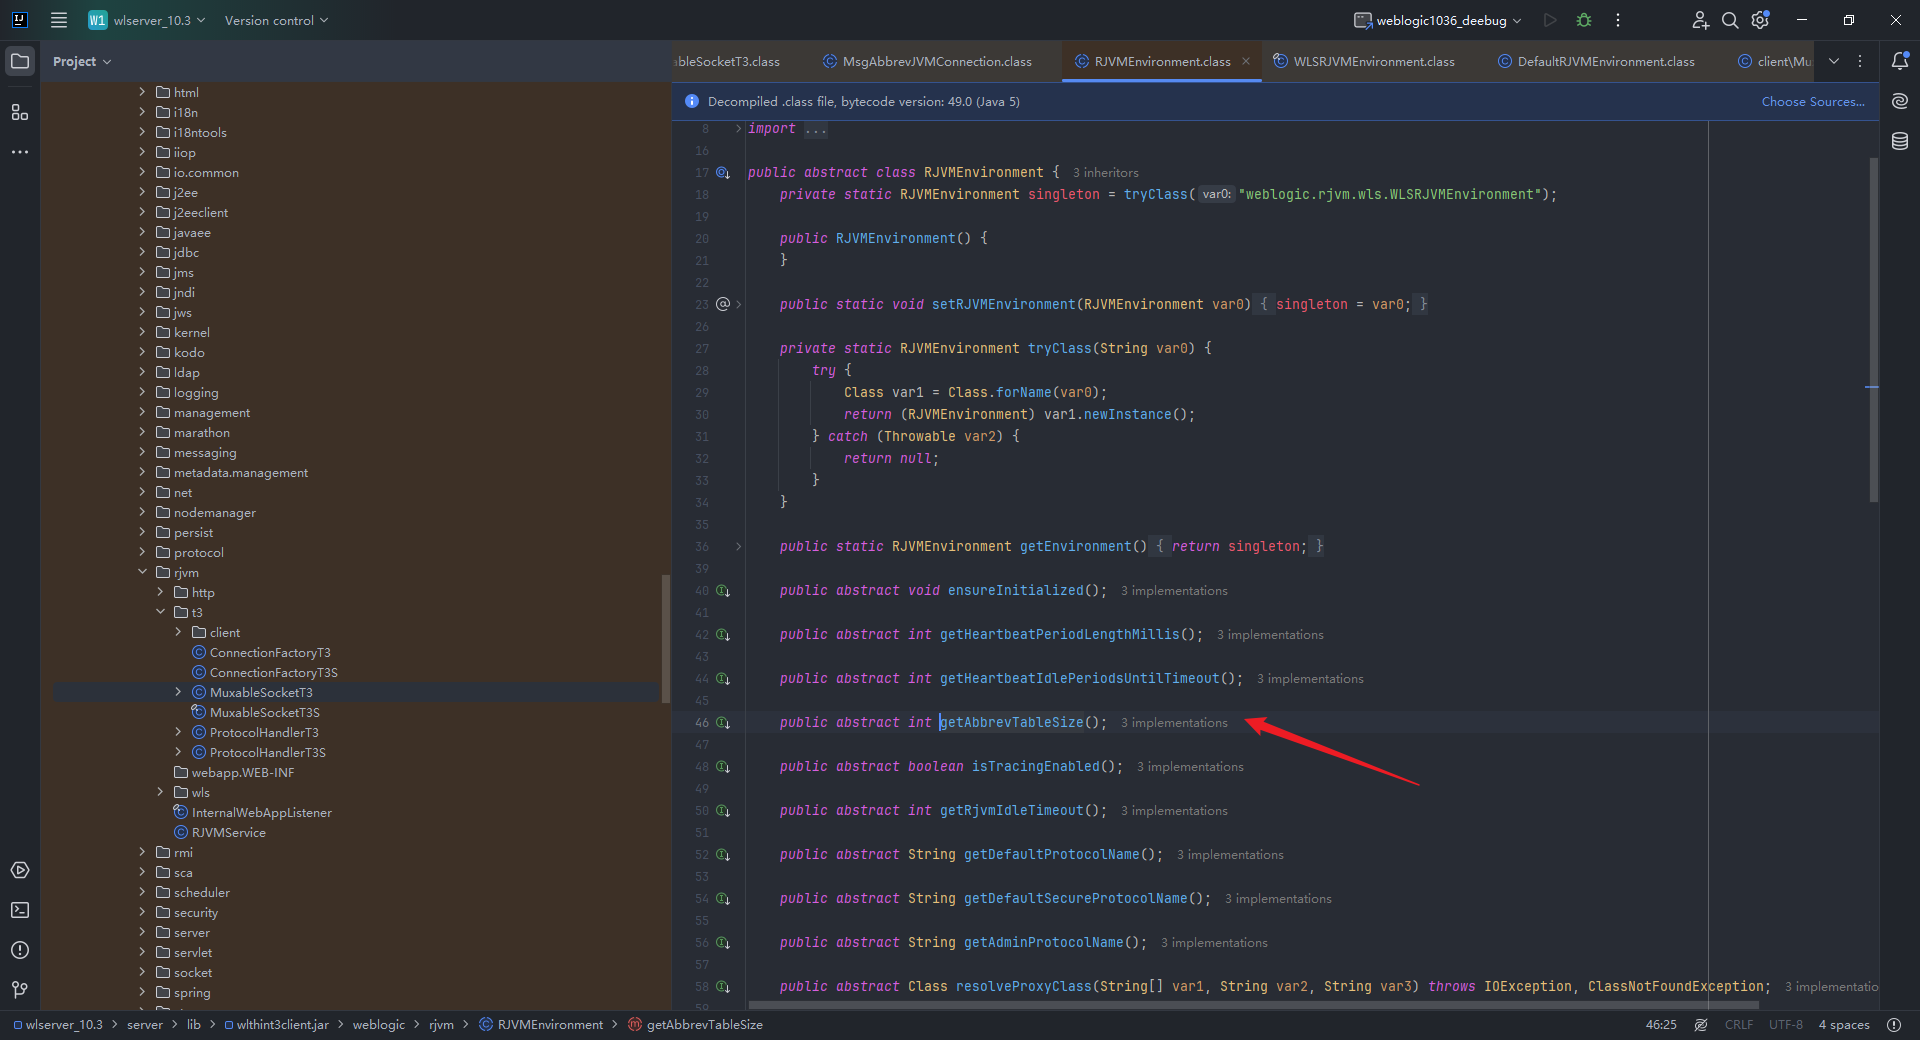 W1 wlserver_10.3 Version control weblogic1036_deebug
Project
ableSocketT3.class MsgAbbrevJVMConnection.class RJVMEnvironment.class WLSRJVMEnvironment.class DefaultRJVMEnvironment.class client\Mu
Decompiled .class file, bytecode version: 49.0 (Java 5) Choose Sources...
html
i18n
i18ntools
iiop
io.common
j2ee
j2eeclient
javaee
jdbc
jms
jndi
jws
kernel
kodo
ldap
logging
management
marathon
messaging
metadata.management
net
nodemanager
persist
protocol
rjvm
http
t3
client
ConnectionFactoryT3
ConnectionFactoryT3S
MuxableSocketT3
MuxableSocketT3S
ProtocolHandlerT3
ProtocolHandlerT3S
webapp.WEB-INF
wls
InternalWebAppListener
RJVMService
rmi
sca
scheduler
security
server
servlet
socket
spring
8 import ...
16
17 public abstract class RJVMEnvironment { 3 inheritors
18 private static RJVMEnvironment singleton = tryClass( var0: "weblogic.rjvm.wls.WLSRJVMEnvironment");
19
20 public RJVMEnvironment() {
21 }
22
23 @ public static void setRJVMEnvironment(RJVMEnvironment var0) { singleton = var0; }
26
27 private static RJVMEnvironment tryClass(String var0) {
28 try {
29 Class var1 = Class.forName(var0);
30 return (RJVMEnvironment) var1.newInstance();
31 } catch (Throwable var2) {
32 return null;
33 }
34 }
35
36 public static RJVMEnvironment getEnvironment() { return singleton; }
39
40 public abstract void ensureInitialized(); 3 implementations
41
42 public abstract int getHeartbeatPeriodLengthMillis(); 3 implementations
43
44 public abstract int getHeartbeatIdlePeriodsUntilTimeout(); 3 implementations
45
46 public abstract int getAbbrevTableSize(); 3 implementations
47
48 public abstract boolean isTracingEnabled(); 3 implementations
49
50 public abstract int getRjvmIdleTimeout(); 3 implementations
51
52 public abstract String getDefaultProtocolName(); 3 implementations
53
54 public abstract String getDefaultSecureProtocolName(); 3 implementations
55
56 public abstract String getAdminProtocolName(); 3 implementations
57
58 public abstract Class resolveProxyClass(String[] var1, String var2, String var3) throws IOException, ClassNotFoundException; 3 implementatio
59
wlserver_10.3 > server > lib > wlthint3client.jar > weblogic > rjvm > RJVMEnvironment > getAbbrevTableSize 46:25 CRLF UTF-8 4 spaces